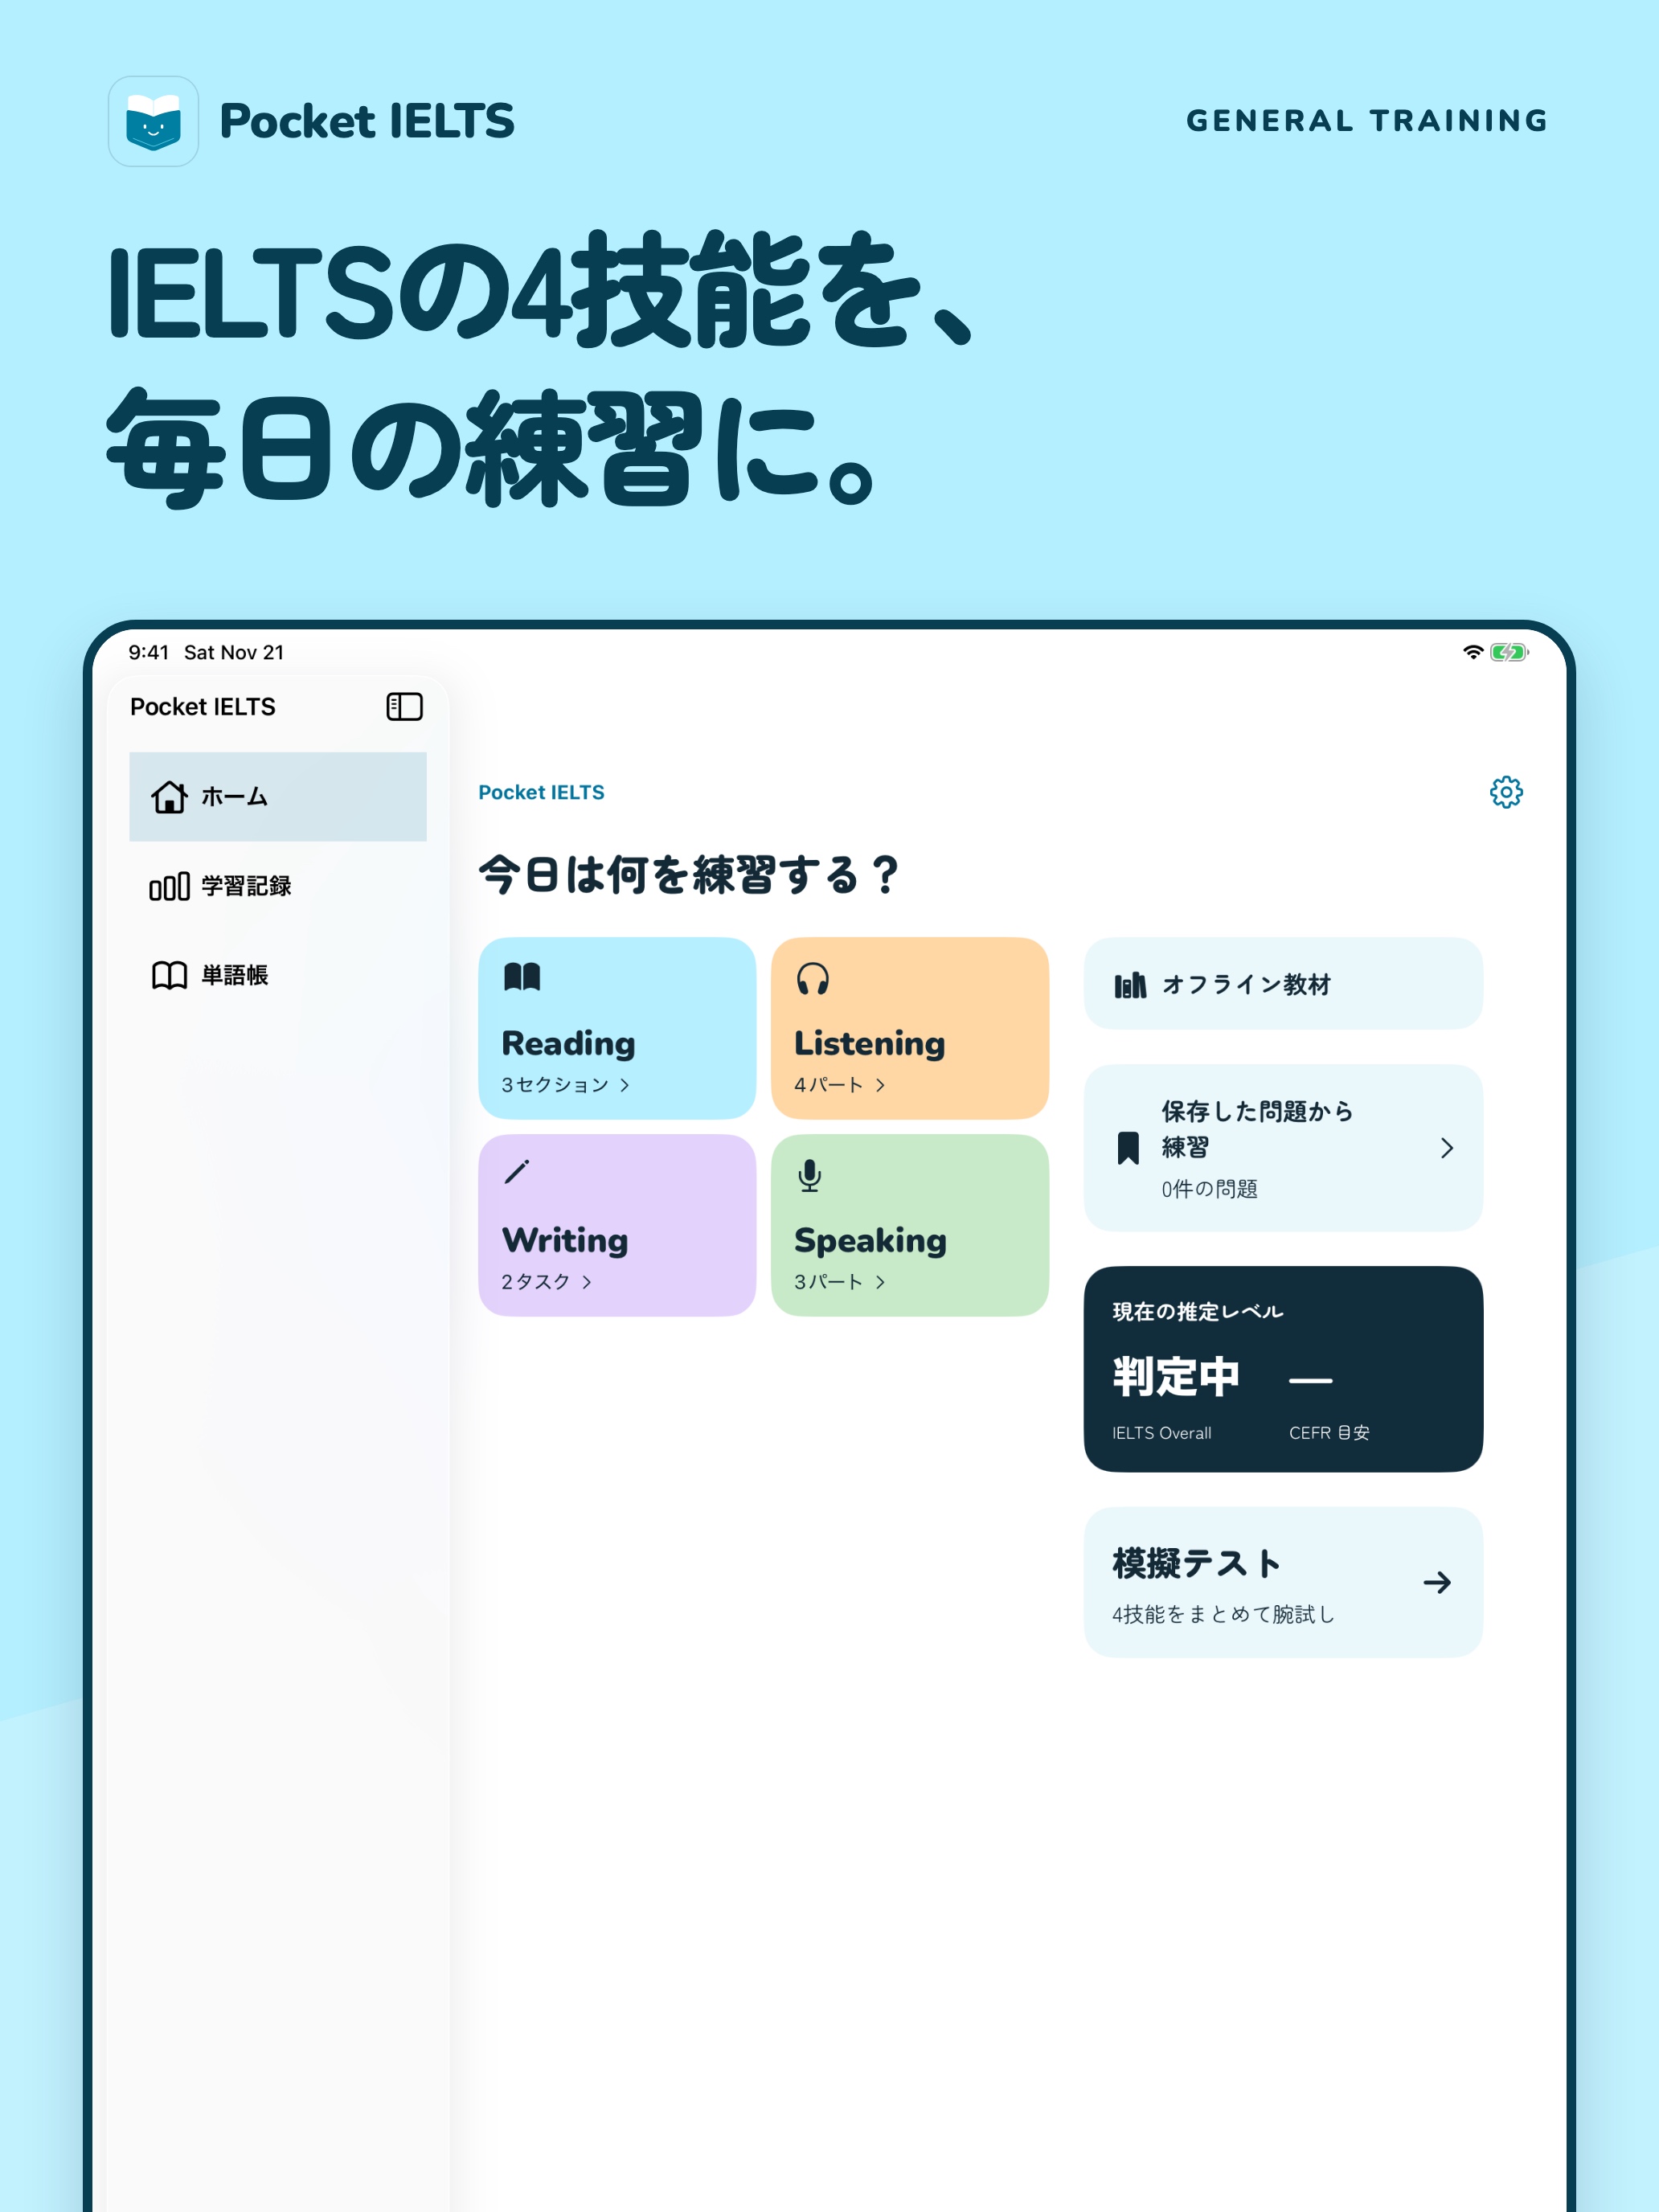 Pocket IELTS
GENERAL TRAINING
IELTSの4技能を、
毎日の練習に。
9:41 Sat Nov 21
Pocket IELTS
ホーム
学習記録
単語帳
Pocket IELTS
今日は何を練習する？
Reading
3セクション
Listening
4パート
Writing
2タスク
Speaking
3パート
オフライン教材
保存した問題から
練習
0件の問題
現在の推定レベル
判定中 —
IELTS Overall CEFR 目安
模擬テスト
4技能をまとめて腕試し